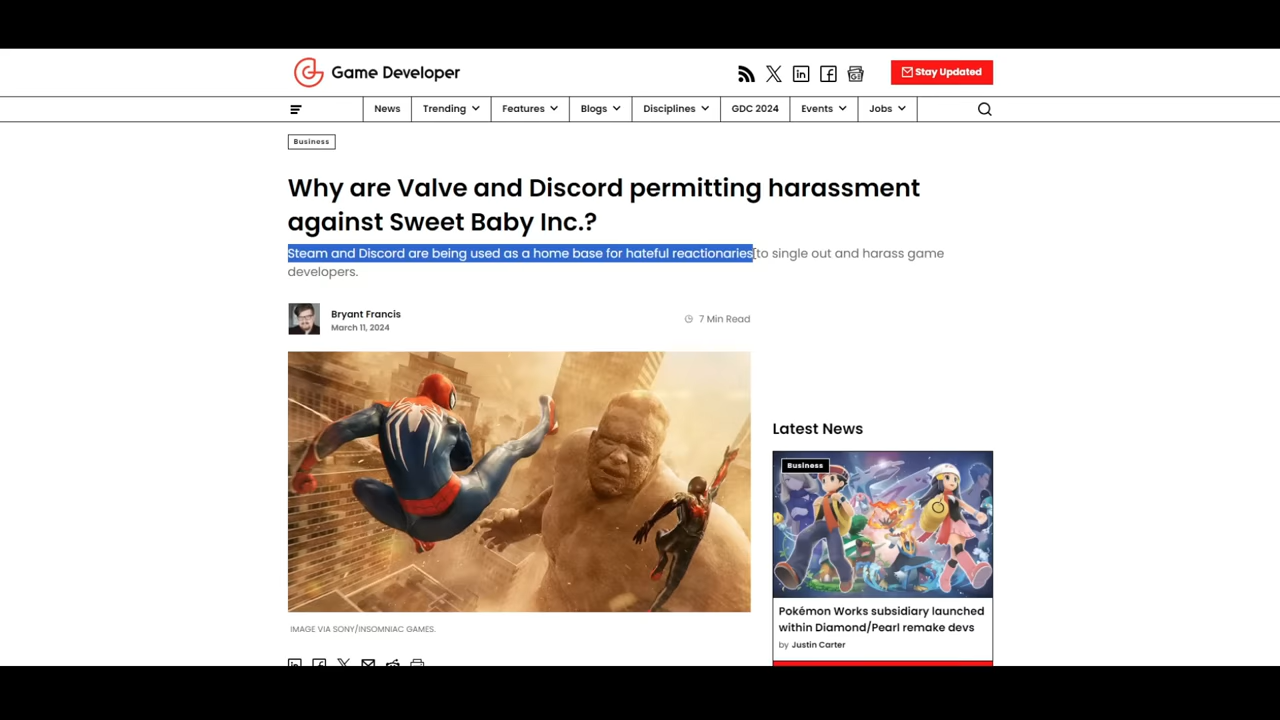 Game Developer
Stay Updated
News Trending Features Blogs Disciplines GDC 2024 Events Jobs
Business
Why are Valve and Discord permitting harassment
against Sweet Baby Inc.?
Steam and Discord are being used as a home base for hateful reactionaries to single out and harass game
developers.
Bryant Francis
March 11, 2024
7 Min Read
IMAGE VIA SONY/INSOMNIAC GAMES.
Latest News
Business
Pokémon Works subsidiary launched
within Diamond/Pearl remake devs
by Justin Carter